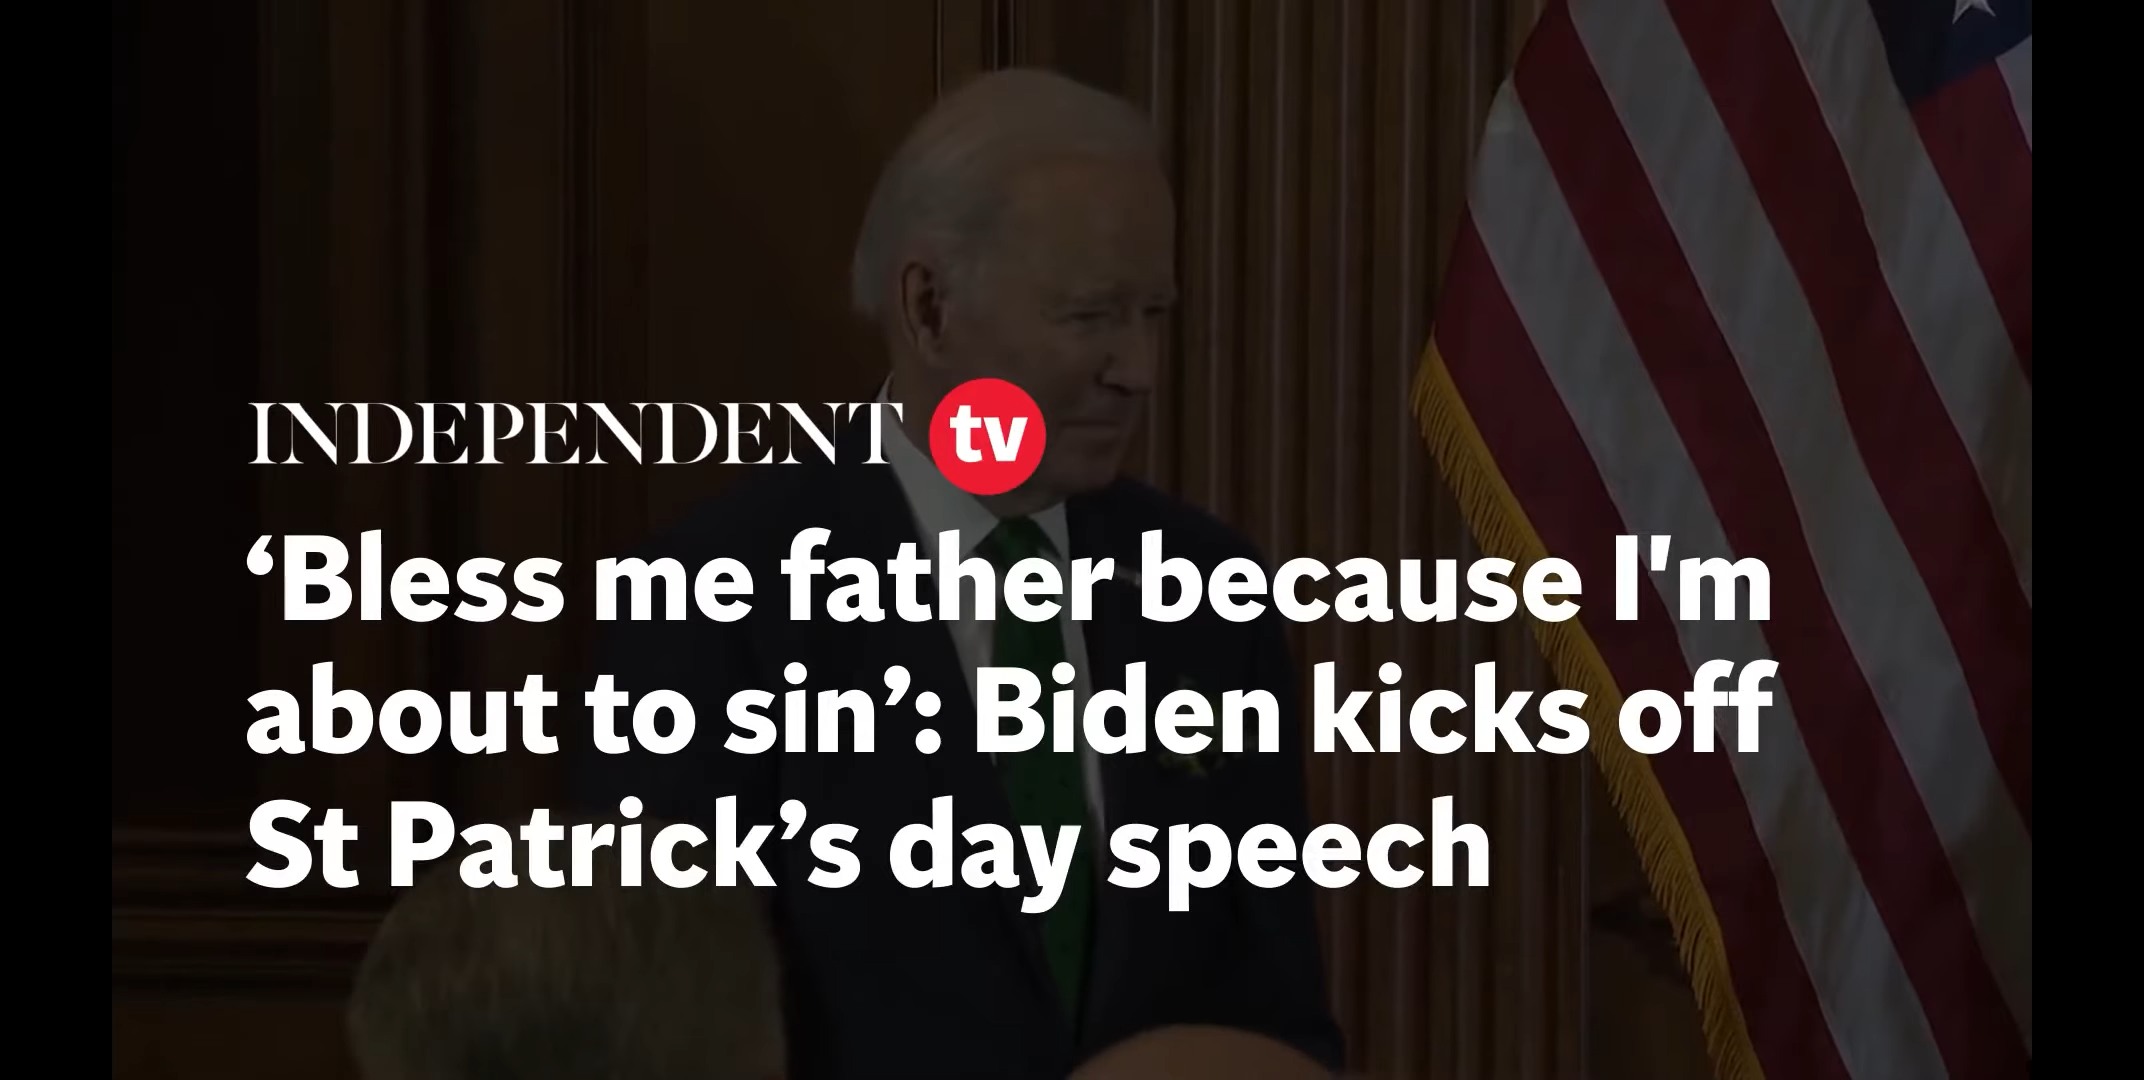 INDEPENDENT tv
‘Bless me father because I'm
about to sin’: Biden kicks off
St Patrick’s day speech